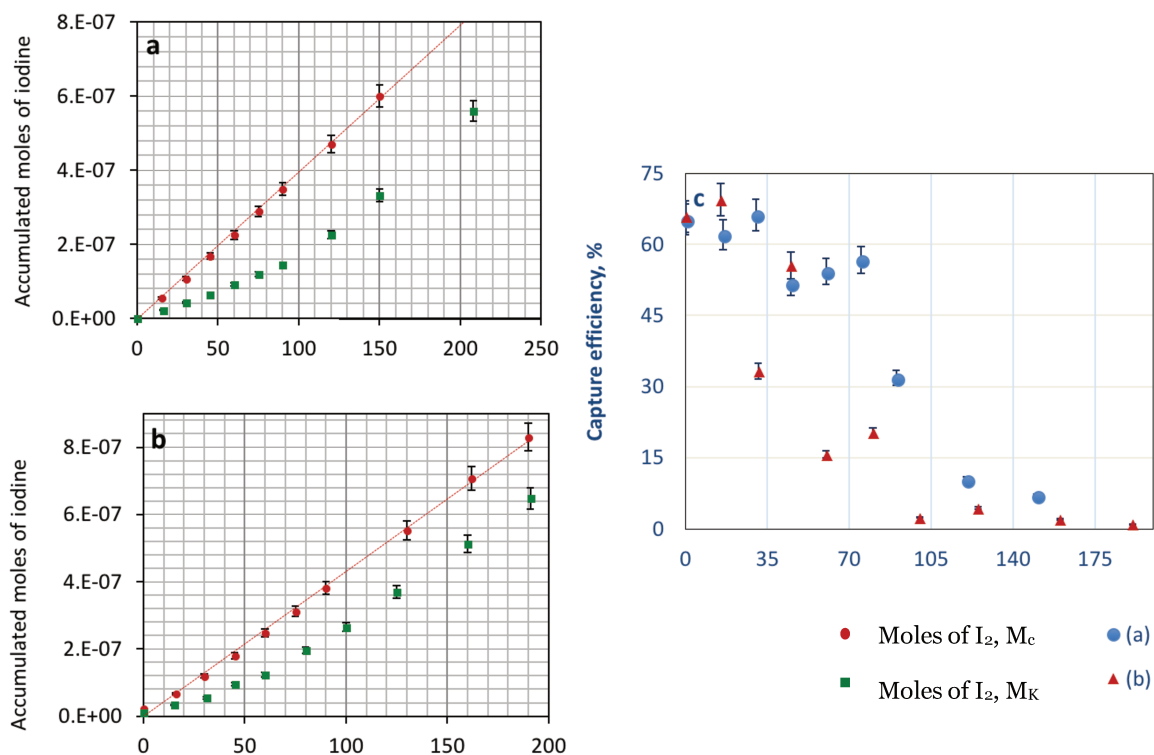 a
Accumulated moles of iodine
8.E-07
6.E-07
4.E-07
2.E-07
0.E+00
0 50 100 150 200 250
b
Accumulated moles of iodine
8.E-07
6.E-07
4.E-07
2.E-07
0.E+00
0 50 100 150 200
c
Capture efficiency, %
75
60
45
30
15
0
0 35 70 105 140 175
Moles of I₂, Mc
Moles of I₂, MK
(a)
(b)